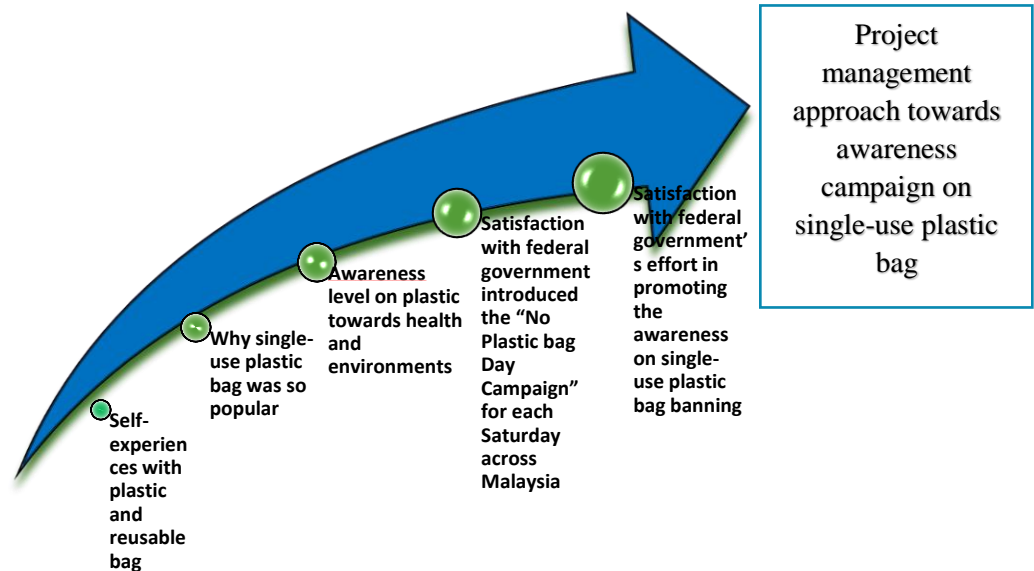 Project
management
approach towards
awareness
campaign on
single-use plastic
bag
Self-
experien
ces with
plastic
and
reusable
bag
Why single-
use plastic
bag was so
popular
Awareness
level on plastic
towards health
and
environments
Satisfaction
with federal
government
introduced
the “No
Plastic bag
Day
Campaign”
for each
Saturday
across
Malaysia
Satisfaction
with federal
government’
s effort in
promoting
the
awareness
on single-
use plastic
bag banning